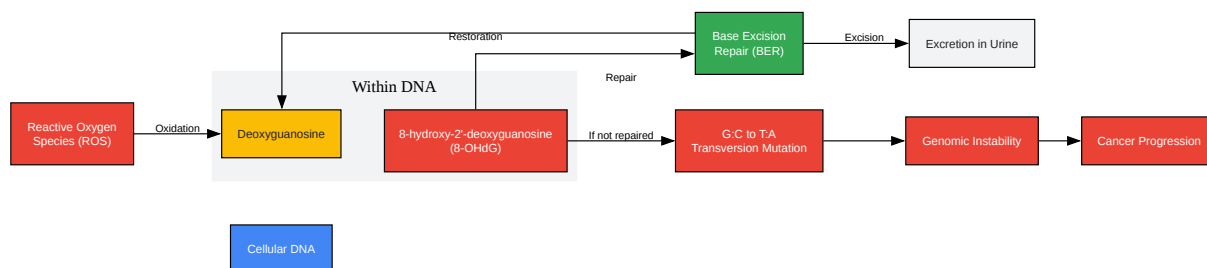 Restoration
Base Excision
Repair (BER)
Excision
Excretion in Urine
Repair
Within DNA
Reactive Oxygen
Species (ROS)
Oxidation
Deoxyguanosine
8-hydroxy-2'-deoxyguanosine
(8-OHdG)
If not repaired
G:C to T:A
Transversion Mutation
Genomic Instability
Cancer Progression
Cellular DNA